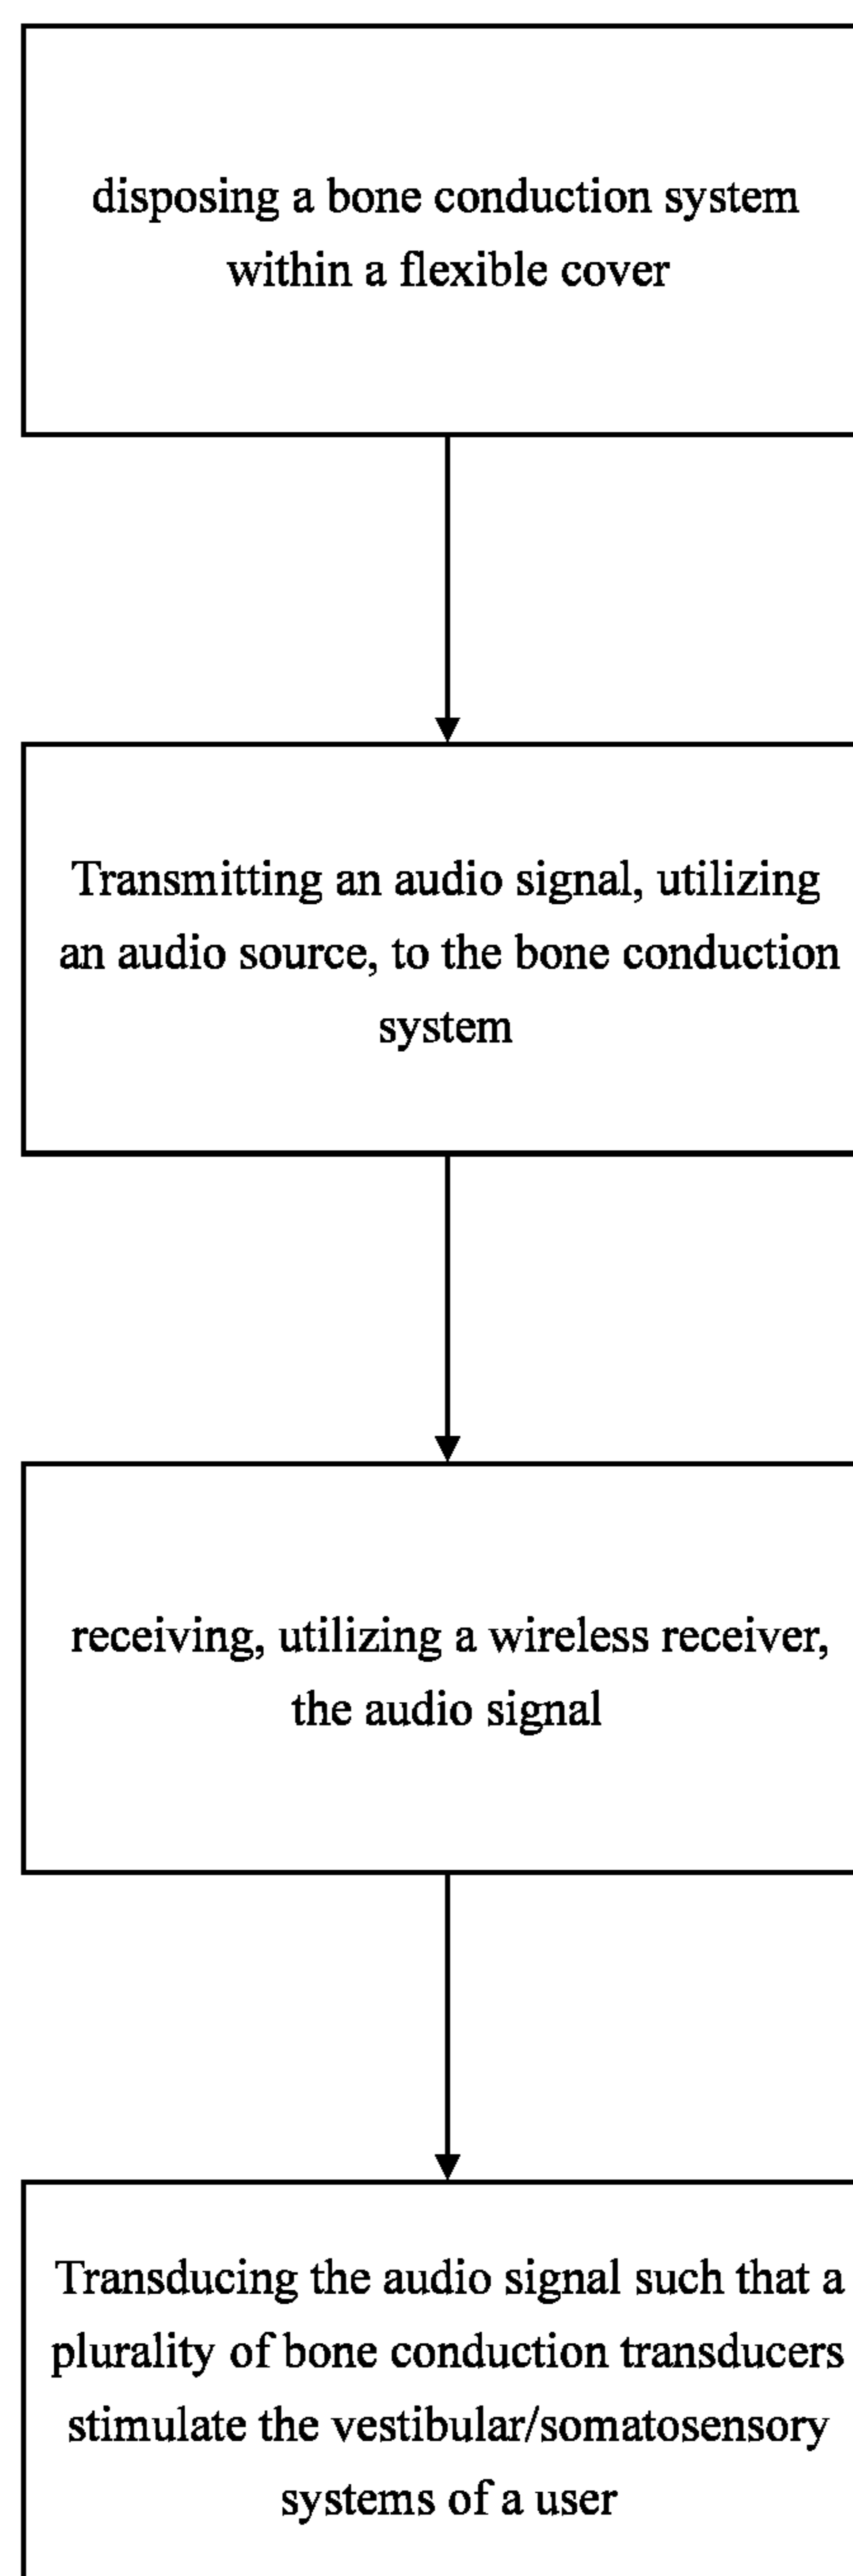 disposing a bone conduction system
within a flexible cover
Transmitting an audio signal, utilizing
an audio source, to the bone conduction
system
receiving, utilizing a wireless receiver,
the audio signal
Transducing the audio signal such that a
plurality of bone conduction transducers
stimulate the vestibular/somatosensory
systems of a user